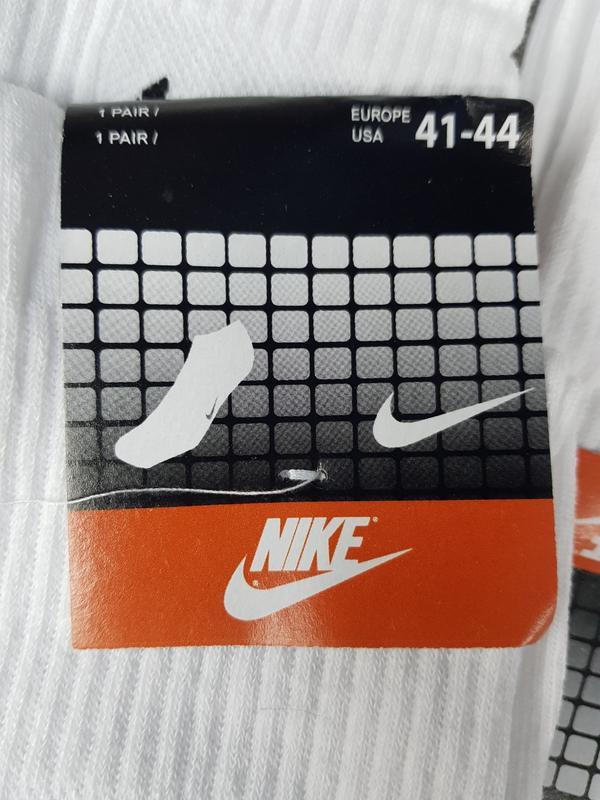 1 PAIR /
1 PAIR /
EUROPE
USA
41-44
NIKE®
®